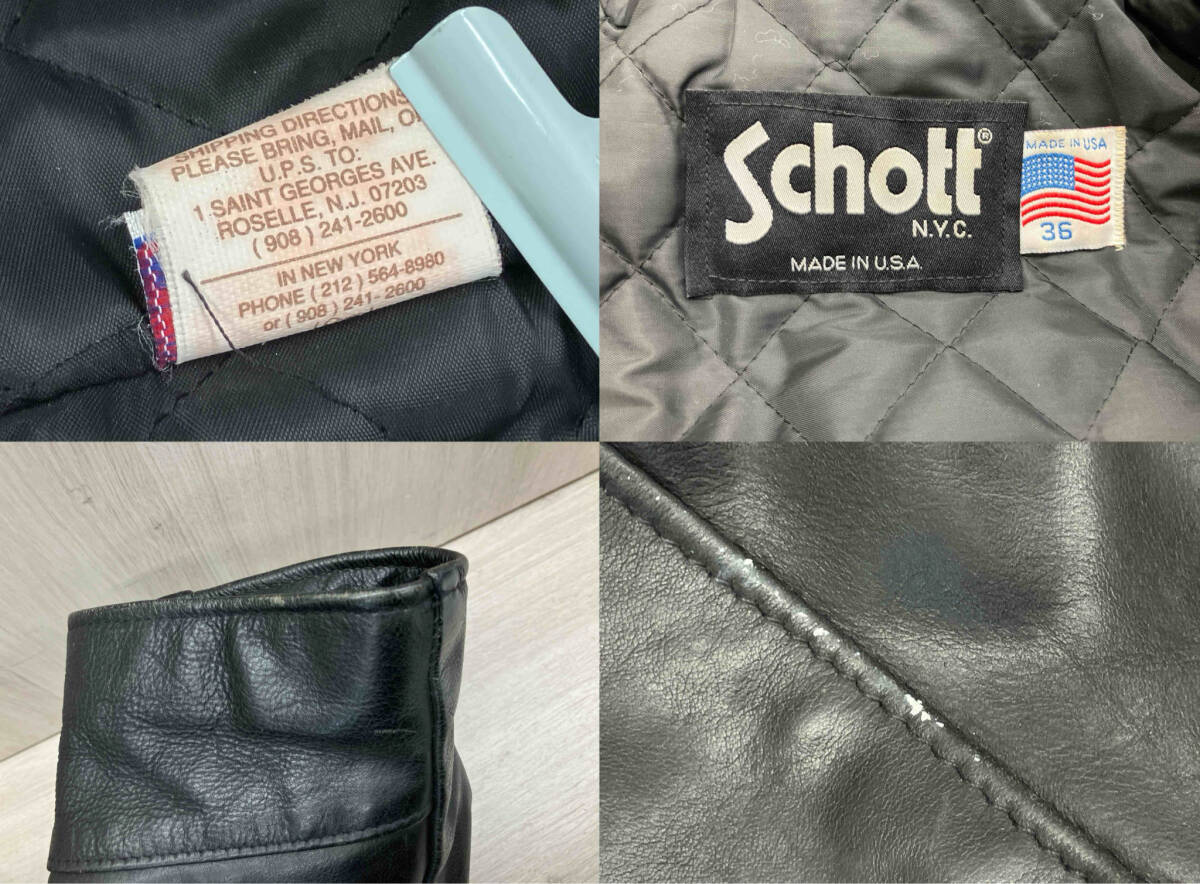 SHIPPING DIRECTIONS
PLEASE BRING, MAIL, O
U.P.S. TO:
1 SAINT GEORGES AVE.
ROSELLE, N.J. 07203
(908) 241-2600
IN NEW YORK
PHONE (212) 564-8980
or (908) 241-2600
Schott®
N.Y.C.
MADE IN U.S.A.
MADE IN USA
36